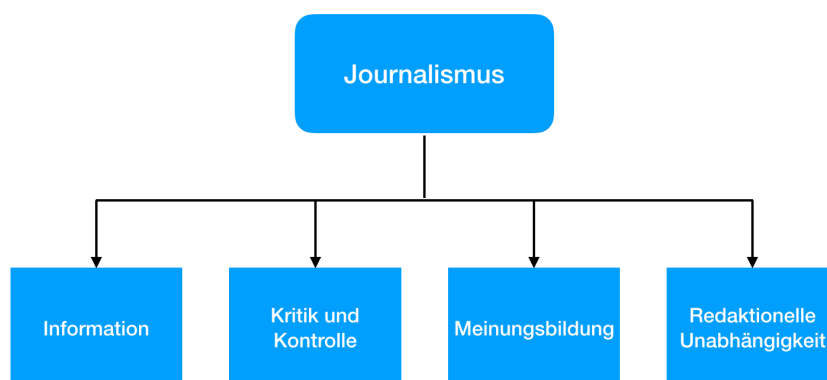 Journalismus
Information
Kritik und
Kontrolle
Meinungsbildung
Redaktionelle
Unabhängigkeit